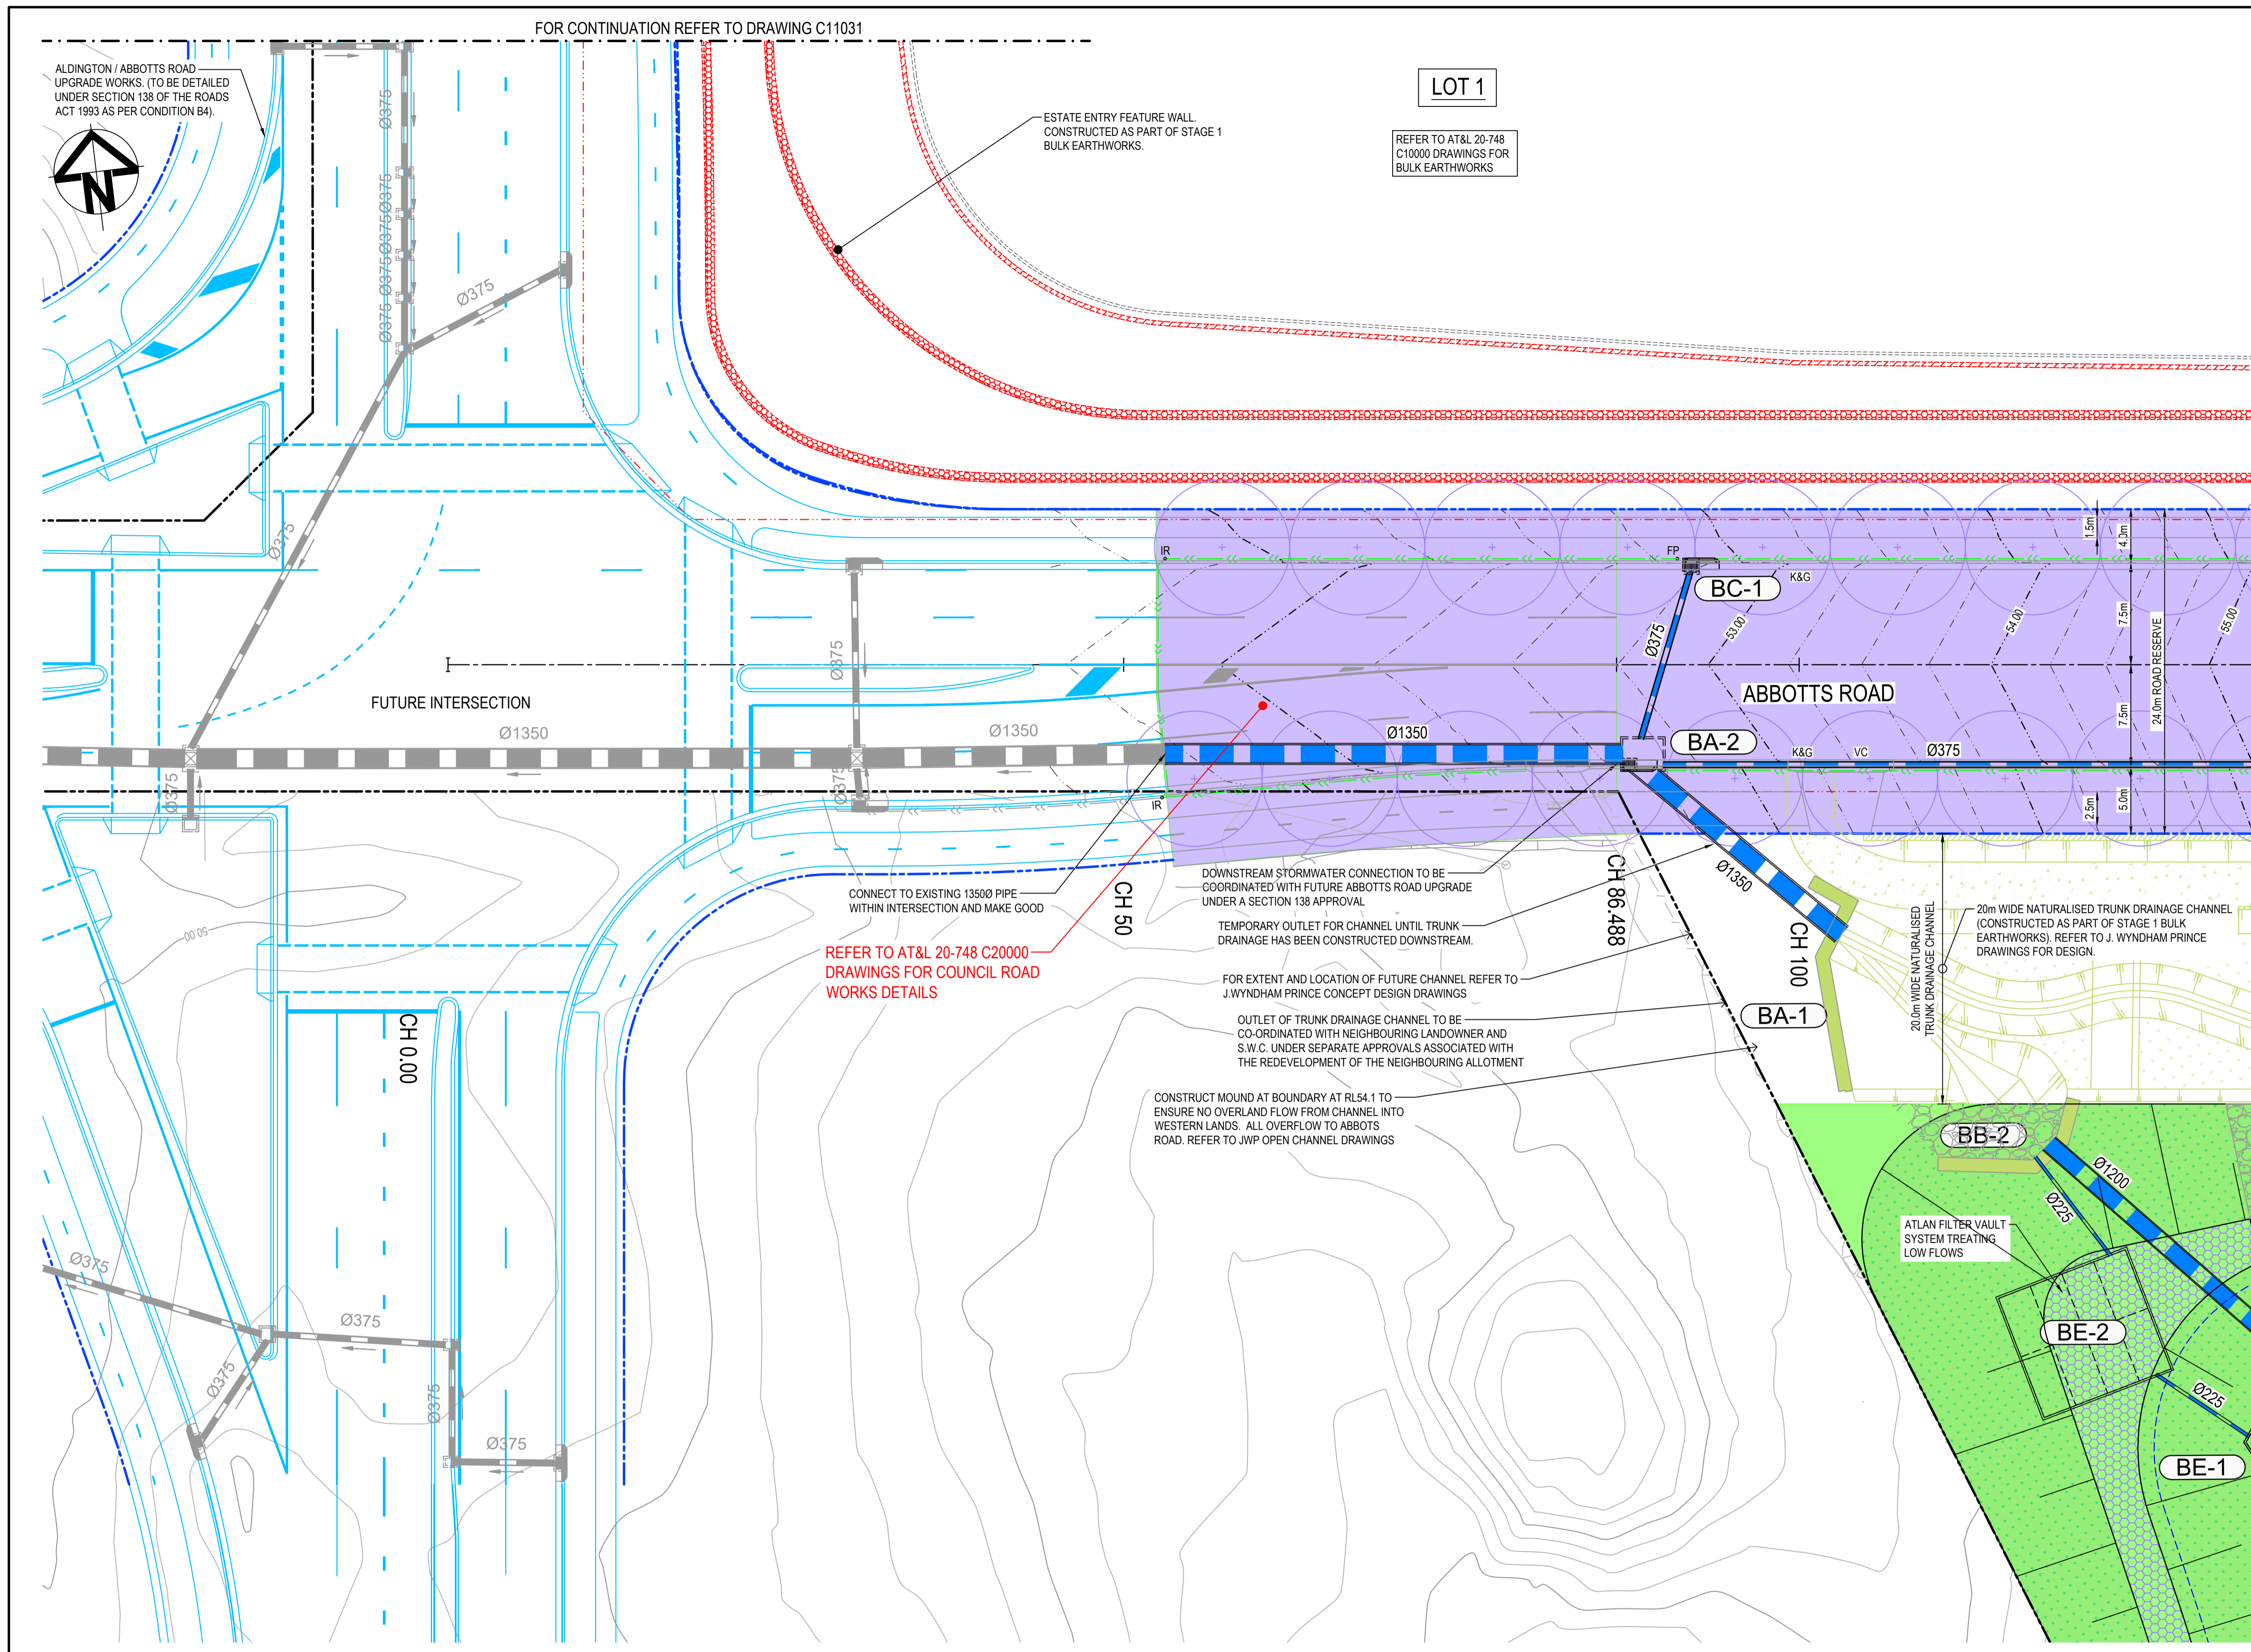 FOR CONTINUATION REFER TO DRAWING C11031
ALDINGTON / ABBOTTS ROAD
UPGRADE WORKS. (TO BE DETAILED
UNDER SECTION 138 OF THE ROADS
ACT 1993 AS PER CONDITION B4).
N
LOT 1
REFER TO AT&L 20-748
C10000 DRAWINGS FOR
BULK EARTHWORKS
ESTATE ENTRY FEATURE WALL.
CONSTRUCTED AS PART OF STAGE 1
BULK EARTHWORKS.
Ø375
Ø375
Ø375
Ø375
Ø375
Ø375
Ø375
IR
FP
BC-1
K&G
1.5m
4.0m
7.5m
24.0m ROAD RESERVE
53.00
54.00
55.00
Ø375
Ø375
FUTURE INTERSECTION
ABBOTTS ROAD
7.5m
Ø1350
Ø1350
Ø1350
BA-2
K&G
VC
Ø375
Ø375
Ø375
IR
2.5m
5.0m
CONNECT TO EXISTING 1350Ø PIPE
WITHIN INTERSECTION AND MAKE GOOD
CH 50
DOWNSTREAM STORMWATER CONNECTION TO BE
COORDINATED WITH FUTURE ABBOTTS ROAD UPGRADE
UNDER A SECTION 138 APPROVAL
CH 86.488
Ø1350
TEMPORARY OUTLET FOR CHANNEL UNTIL TRUNK
DRAINAGE HAS BEEN CONSTRUCTED DOWNSTREAM.
CH 100
20.0m WIDE NATURALISED
TRUNK DRAINAGE CHANNEL
20m WIDE NATURALISED TRUNK DRAINAGE CHANNEL
(CONSTRUCTED AS PART OF STAGE 1 BULK
EARTHWORKS). REFER TO J. WYNDHAM PRINCE
DRAWINGS FOR DESIGN.
50.00
REFER TO AT&L 20-748 C20000
DRAWINGS FOR COUNCIL ROAD
WORKS DETAILS
FOR EXTENT AND LOCATION OF FUTURE CHANNEL REFER TO
J.WYNDHAM PRINCE CONCEPT DESIGN DRAWINGS
BA-1
OUTLET OF TRUNK DRAINAGE CHANNEL TO BE
CO-ORDINATED WITH NEIGHBOURING LANDOWNER AND
S.W.C. UNDER SEPARATE APPROVALS ASSOCIATED WITH
THE REDEVELOPMENT OF THE NEIGHBOURING ALLOTMENT
CH 0.00
CONSTRUCT MOUND AT BOUNDARY AT RL54.1 TO
ENSURE NO OVERLAND FLOW FROM CHANNEL INTO
WESTERN LANDS. ALL OVERFLOW TO ABBOTS
ROAD. REFER TO JWP OPEN CHANNEL DRAWINGS
BB-2
Ø1200
Ø225
ATLAN FILTER VAULT
SYSTEM TREATING
LOW FLOWS
Ø375
Ø375
BE-2
Ø375
Ø375
Ø225
Ø375
BE-1